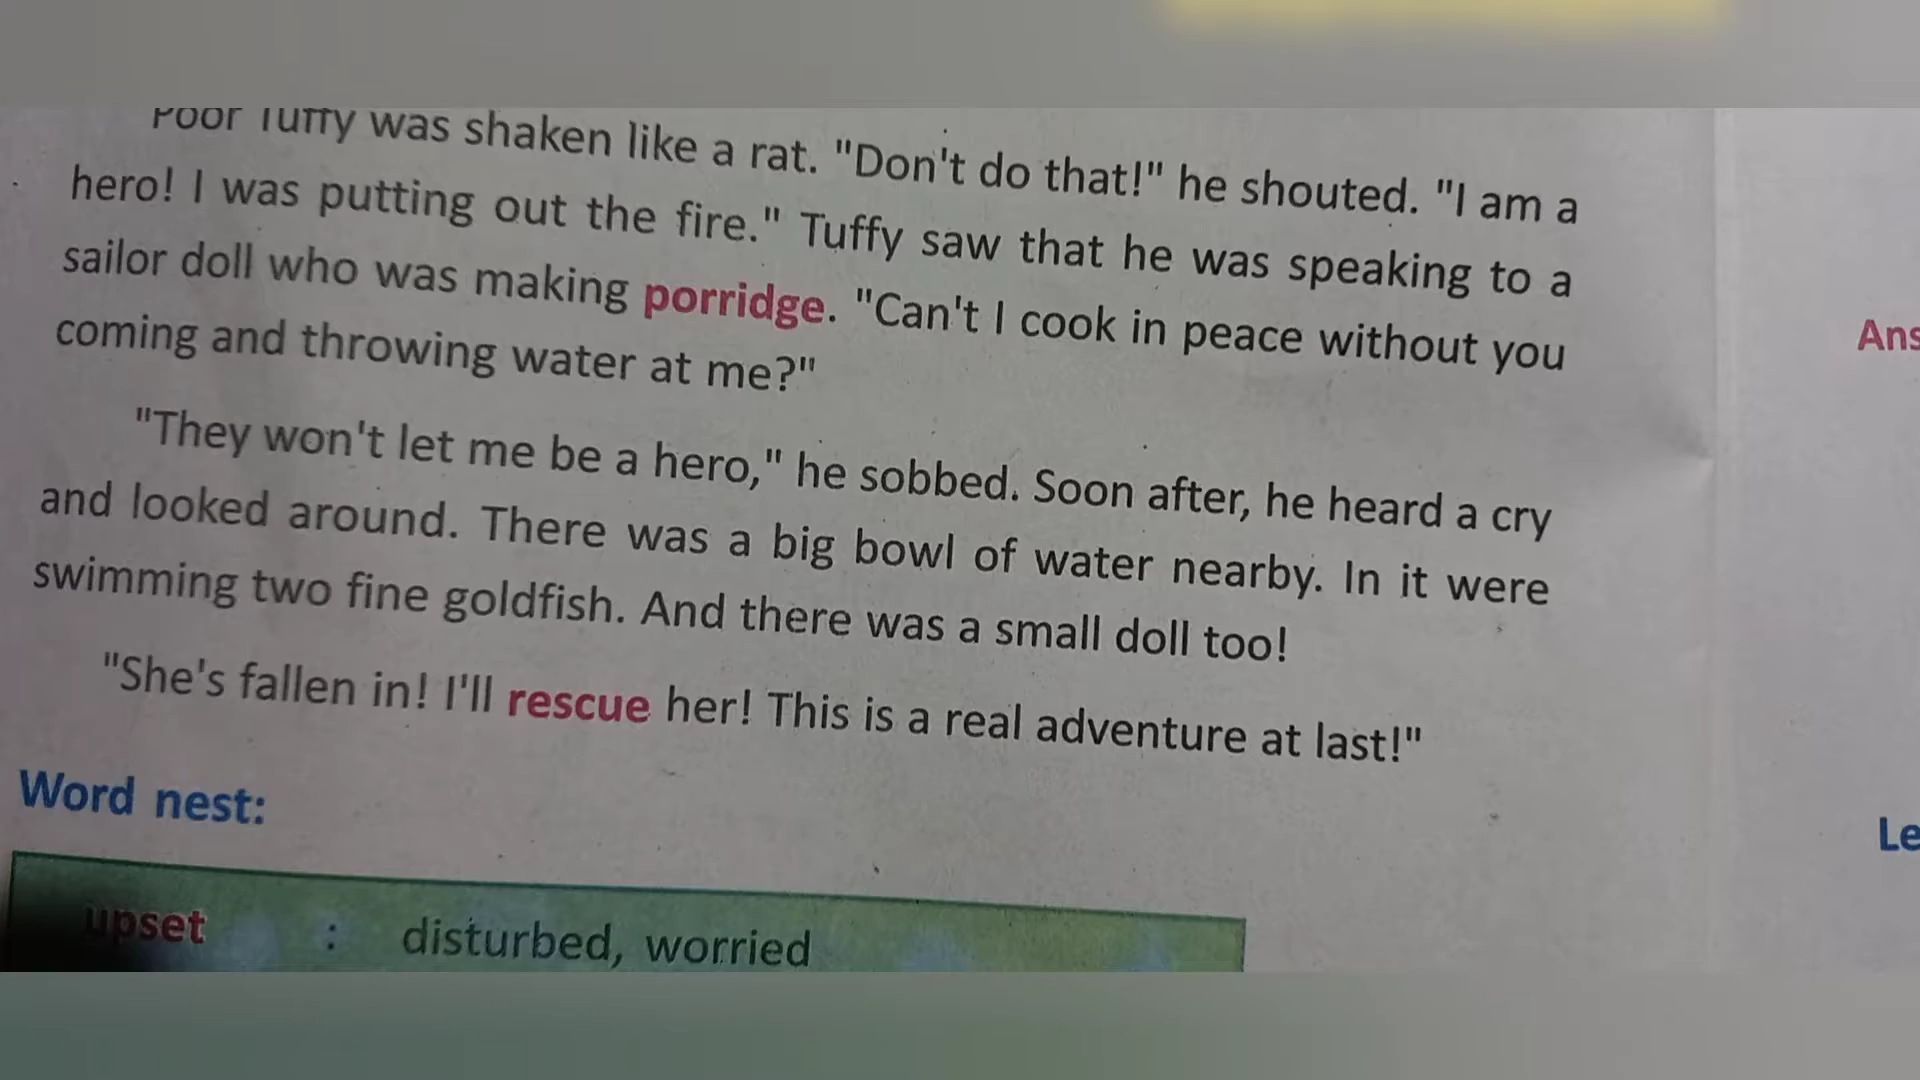 Poor Tuffy was shaken like a rat. "Don't do that!" he shouted. "I am a
hero! I was putting out the fire." Tuffy saw that he was speaking to a
sailor doll who was making porridge. "Can't I cook in peace without you
coming and throwing water at me?"
"They won't let me be a hero," he sobbed. Soon after, he heard a cry
and looked around. There was a big bowl of water nearby. In it were
swimming two fine goldfish. And there was a small doll too!
"She's fallen in! I'll rescue her! This is a real adventure at last!"
Word nest:
upset : disturbed, worried
Ans
Le